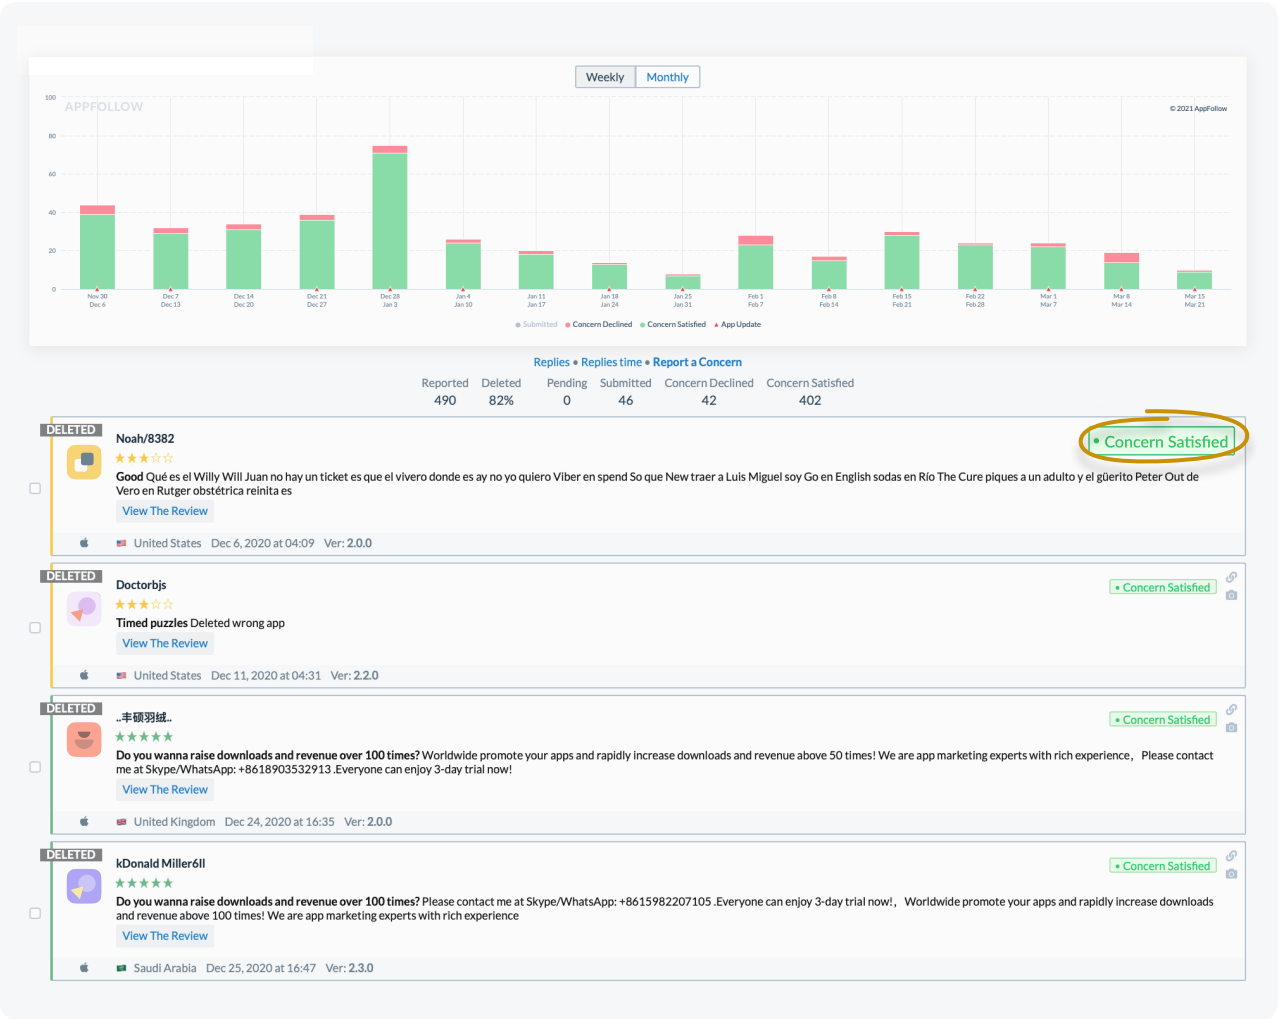 Weekly Monthly
APPFOLLOW
© 2021 AppFollow
100
80
60
40
20
0
Nov 30 Dec 7 Dec 14 Dec 21 Dec 28 Jan 4 Jan 11 Jan 18 Jan 25 Feb 1 Feb 8 Feb 15 Feb 22 Mar 1 Mar 8 Mar 15
Dec 6 Dec 13 Dec 20 Dec 27 Jan 3 Jan 10 Jan 17 Jan 24 Jan 31 Feb 7 Feb 14 Feb 21 Feb 28 Mar 7 Mar 14 Mar 21
Submitted Concern Declined Concern Satisfied App Update
Replies • Replies time • Report a Concern
Reported Deleted Pending Submitted Concern Declined Concern Satisfied
490 82% 0 46 42 402
DELETED
Noah/8382
• Concern Satisfied
Good Qué es el Willy Will Juan no hay un ticket es que el vivero donde es ay no yo quiero Viber en spend So que New traer a Luis Miguel soy Go en English sodas en Río The Cure piques a un adulto y el güerito Peter Out de
Vero en Rutger obstétrica reinita es
View The Review
United States Dec 6, 2020 at 04:09 Ver: 2.0.0
DELETED
Doctorbjs
• Concern Satisfied
Timed puzzles Deleted wrong app
View The Review
United States Dec 11, 2020 at 04:31 Ver: 2.2.0
DELETED
..丰硕羽绒..
• Concern Satisfied
Do you wanna raise downloads and revenue over 100 times? Worldwide promote your apps and rapidly increase downloads and revenue above 50 times! We are app marketing experts with rich experience，Please contact
me at Skype/WhatsApp: +8618903532913 .Everyone can enjoy 3-day trial now!
View The Review
United Kingdom Dec 24, 2020 at 16:35 Ver: 2.0.0
DELETED
kDonald Miller6ll
• Concern Satisfied
Do you wanna raise downloads and revenue over 100 times? Please contact me at Skype/WhatsApp: +8615982207105 .Everyone can enjoy 3-day trial now!，Worldwide promote your apps and rapidly increase downloads
and revenue above 100 times! We are app marketing experts with rich experience
View The Review
Saudi Arabia Dec 25, 2020 at 16:47 Ver: 2.3.0